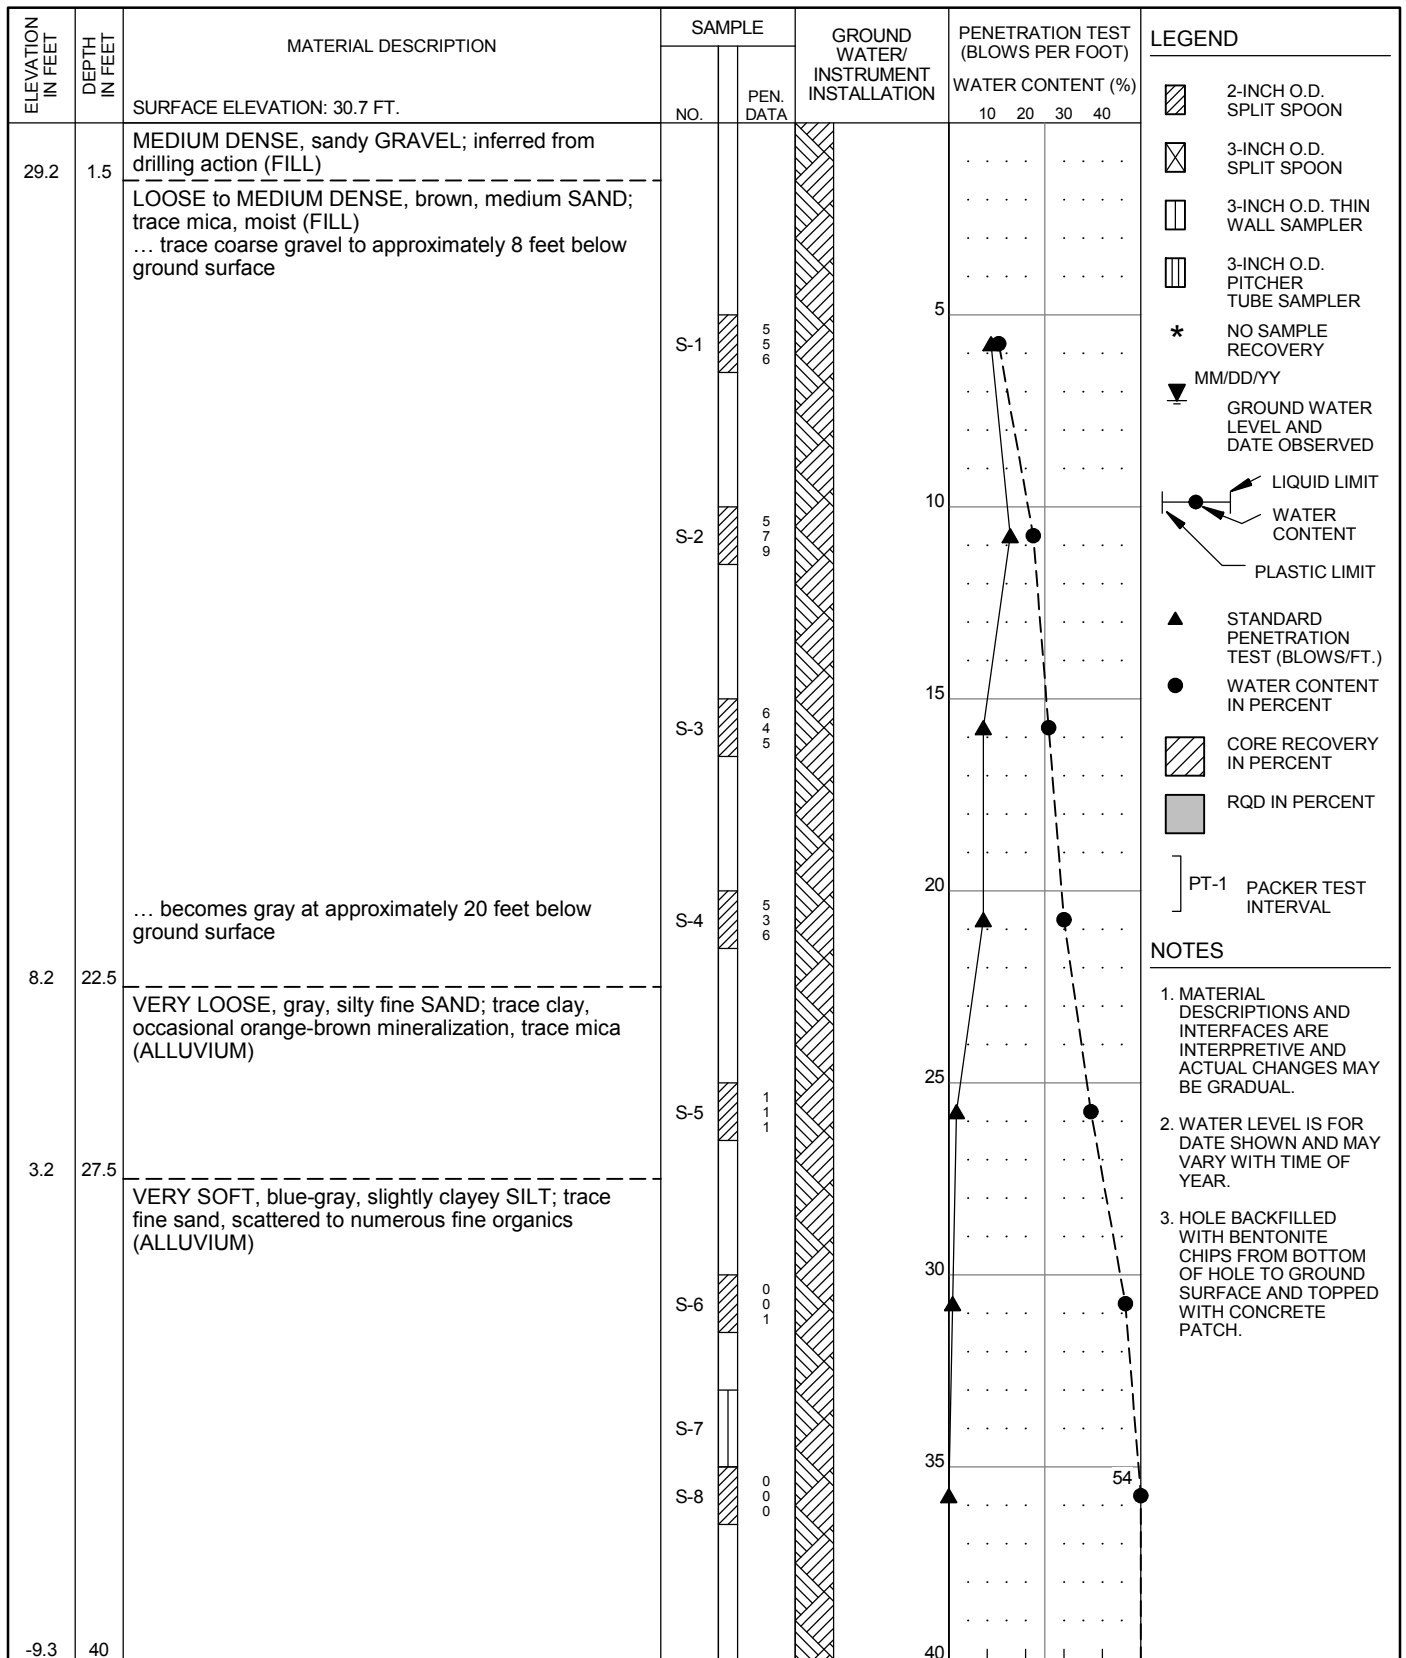 ELEVATION
IN FEET
DEPTH
IN FEET
MATERIAL DESCRIPTION
SURFACE ELEVATION: 30.7 FT.
SAMPLE
NO.
PEN.
DATA
GROUND
WATER/
INSTRUMENT
INSTALLATION
PENETRATION TEST
(BLOWS PER FOOT)
WATER CONTENT (%)
10 20 30 40
MEDIUM DENSE, sandy GRAVEL; inferred from
drilling action (FILL)
29.2 1.5
LOOSE to MEDIUM DENSE, brown, medium SAND;
trace mica, moist (FILL)
... trace coarse gravel to approximately 8 feet below
ground surface
5
S-1
5
5
6
10
S-2
5
7
9
15
S-3
6
4
5
20
... becomes gray at approximately 20 feet below
ground surface
S-4
5
3
6
8.2 22.5
VERY LOOSE, gray, silty fine SAND; trace clay,
occasional orange-brown mineralization, trace mica
(ALLUVIUM)
25
S-5
1
1
1
3.2 27.5
VERY SOFT, blue-gray, slightly clayey SILT; trace
fine sand, scattered to numerous fine organics
(ALLUVIUM)
30
S-6
0
0
1
S-7
35
54
S-8
0
0
0
-9.3 40
40
LEGEND
2-INCH O.D.
SPLIT SPOON
3-INCH O.D.
SPLIT SPOON
3-INCH O.D. THIN
WALL SAMPLER
3-INCH O.D.
PITCHER
TUBE SAMPLER
* NO SAMPLE
RECOVERY
MM/DD/YY
GROUND WATER
LEVEL AND
DATE OBSERVED
LIQUID LIMIT
WATER
CONTENT
PLASTIC LIMIT
STANDARD
PENETRATION
TEST (BLOWS/FT.)
WATER CONTENT
IN PERCENT
CORE RECOVERY
IN PERCENT
RQD IN PERCENT
PT-1 PACKER TEST
INTERVAL
NOTES
1. MATERIAL
DESCRIPTIONS AND
INTERFACES ARE
INTERPRETIVE AND
ACTUAL CHANGES MAY
BE GRADUAL.
2. WATER LEVEL IS FOR
DATE SHOWN AND MAY
VARY WITH TIME OF
YEAR.
3. HOLE BACKFILLED
WITH BENTONITE
CHIPS FROM BOTTOM
OF HOLE TO GROUND
SURFACE AND TOPPED
WITH CONCRETE
PATCH.